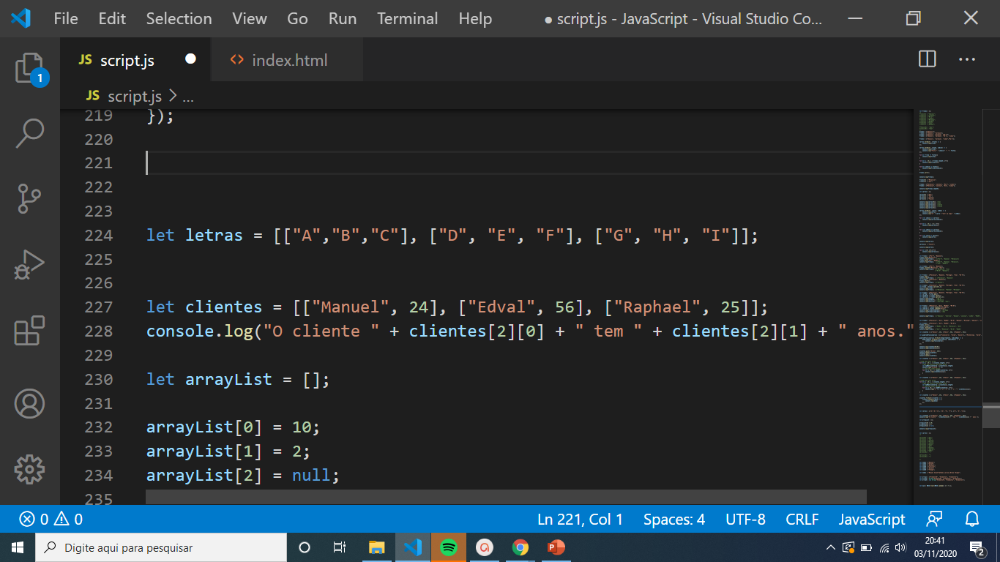 File Edit Selection View Go Run Terminal Help ● script.js - JavaScript - Visual Studio Co...
JS script.js ● <> index.html ...
JS script.js > ...
1
219 });
220
221
222
223
224 let letras = [["A","B","C"], ["D", "E", "F"], ["G", "H", "I"]];
225
226
227 let clientes = [["Manuel", 24], ["Edval", 56], ["Raphael", 25]];
228 console.log("O cliente " + clientes[2][0] + " tem " + clientes[2][1] + " anos."
229
230 let arrayList = [];
231
232 arrayList[0] = 10;
233 arrayList[1] = 2;
234 arrayList[2] = null;
235
0 0 Ln 221, Col 1 Spaces: 4 UTF-8 CRLF JavaScript
Digite aqui para pesquisar
20:41
03/11/2020
2